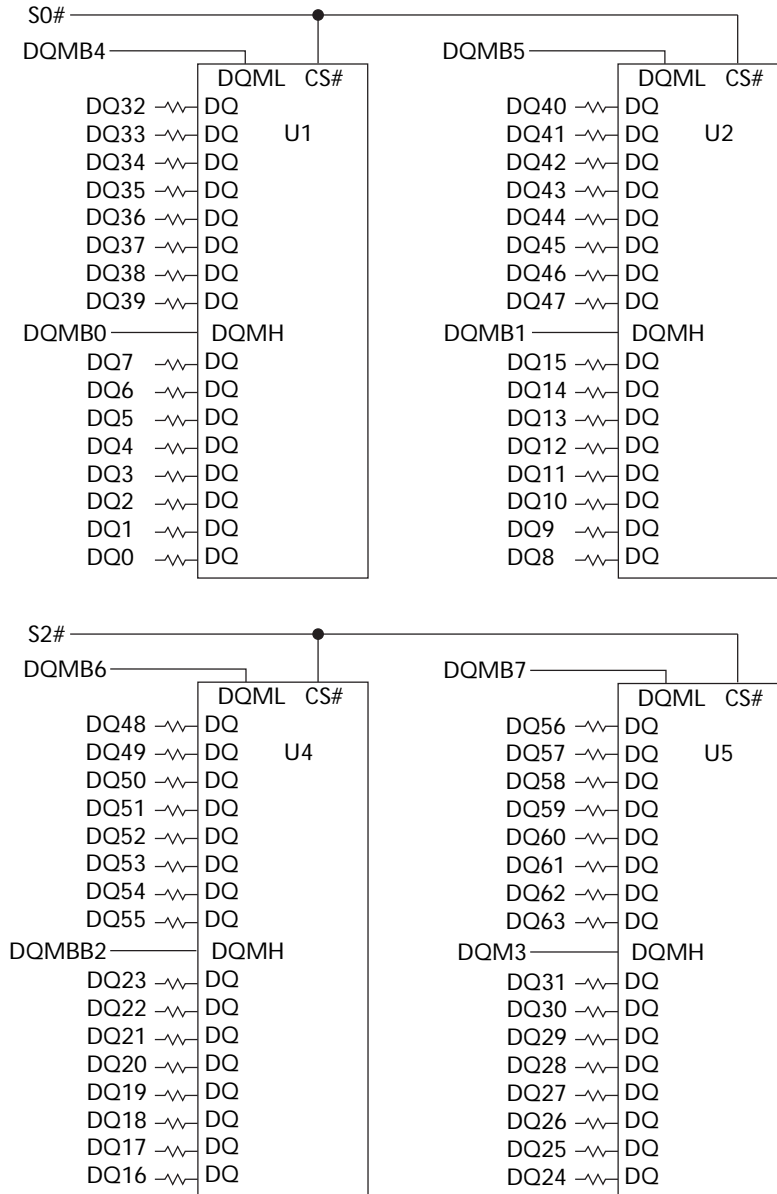 S0#
DQMB4 DQMB5
DQML CS# DQML CS#
DQ32 DQ DQ40 DQ
DQ33 DQ U1 DQ41 DQ U2
DQ34 DQ DQ42 DQ
DQ35 DQ DQ43 DQ
DQ36 DQ DQ44 DQ
DQ37 DQ DQ45 DQ
DQ38 DQ DQ46 DQ
DQ39 DQ DQ47 DQ
DQMB0 DQMH DQMB1 DQMH
DQ7 DQ DQ15 DQ
DQ6 DQ DQ14 DQ
DQ5 DQ DQ13 DQ
DQ4 DQ DQ12 DQ
DQ3 DQ DQ11 DQ
DQ2 DQ DQ10 DQ
DQ1 DQ DQ9 DQ
DQ0 DQ DQ8 DQ
S2#
DQMB6 DQMB7
DQML CS# DQML CS#
DQ48 DQ DQ56 DQ
DQ49 DQ U4 DQ57 DQ U5
DQ50 DQ DQ58 DQ
DQ51 DQ DQ59 DQ
DQ52 DQ DQ60 DQ
DQ53 DQ DQ61 DQ
DQ54 DQ DQ62 DQ
DQ55 DQ DQ63 DQ
DQMBB2 DQMH DQM3 DQMH
DQ23 DQ DQ31 DQ
DQ22 DQ DQ30 DQ
DQ21 DQ DQ29 DQ
DQ20 DQ DQ28 DQ
DQ19 DQ DQ27 DQ
DQ18 DQ DQ26 DQ
DQ17 DQ DQ25 DQ
DQ16 DQ DQ24 DQ